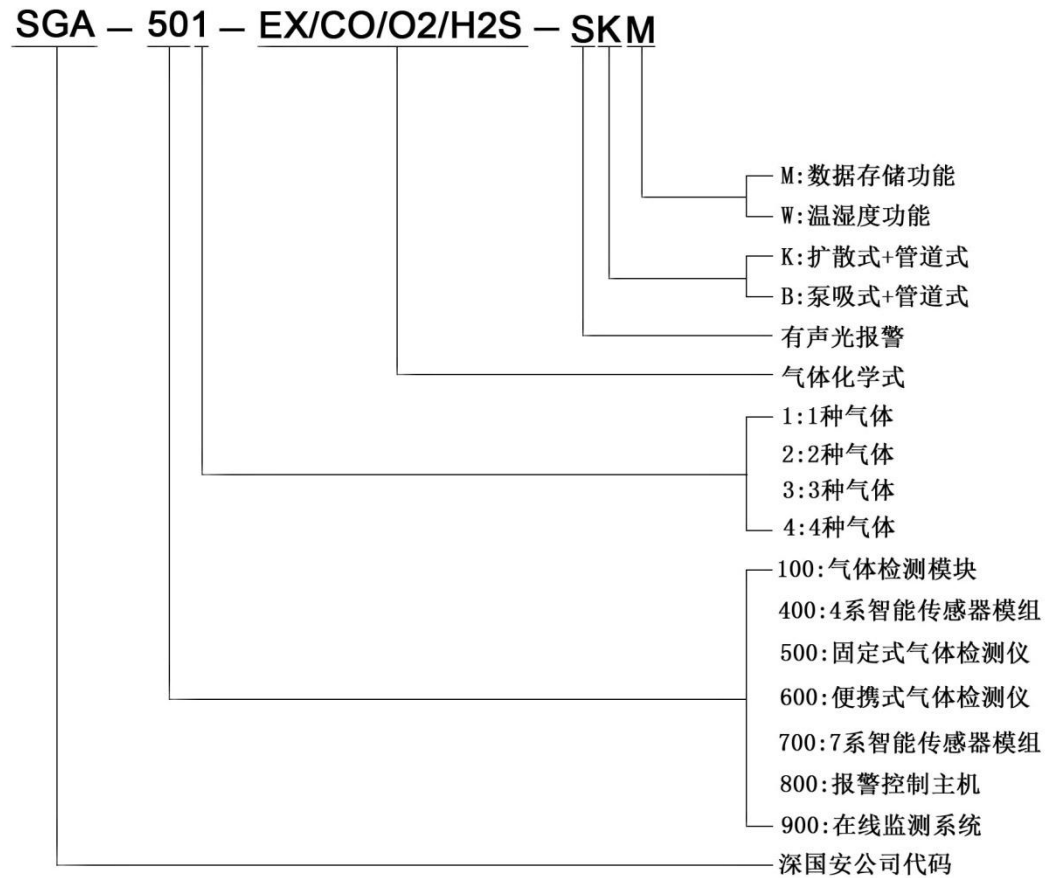 SGA－501－EX/CO/O2/H2S－SKM
M:数据存储功能
W:温湿度功能
K:扩散式+管道式
B:泵吸式+管道式
有声光报警
气体化学式
1:1种气体
2:2种气体
3:3种气体
4:4种气体
100:气体检测模块
400:4系智能传感器模组
500:固定式气体检测仪
600:便携式气体检测仪
700:7系智能传感器模组
800:报警控制主机
900:在线监测系统
深国安公司代码